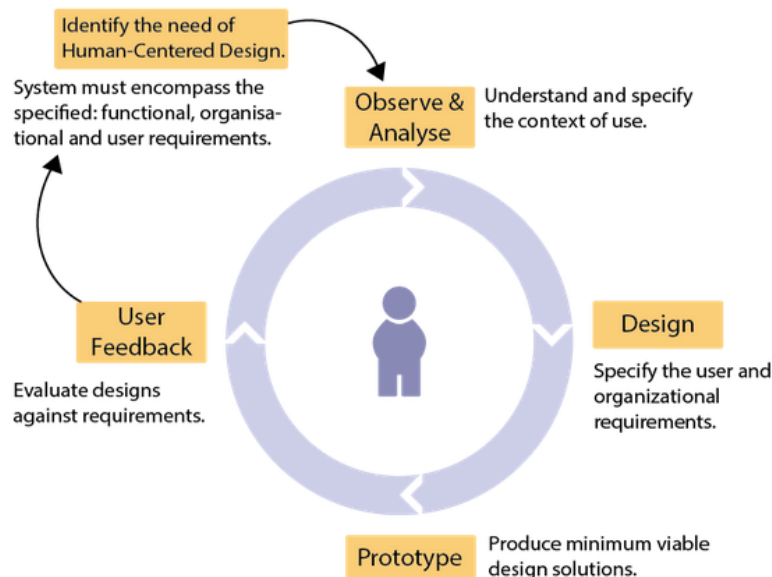 Identify the need of
Human-Centered Design.
System must encompass the
specified: functional, organisa-
tional and user requirements.
Observe &
Analyse
Understand and specify
the context of use.
Design
Specify the user and
organizational
requirements.
Prototype
Produce minimum viable
design solutions.
User
Feedback
Evaluate designs
against requirements.